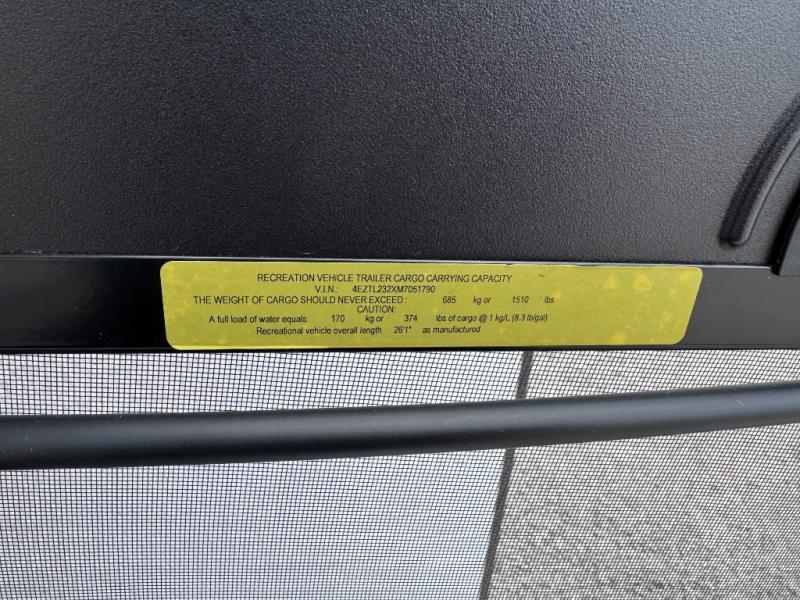 RECREATION VEHICLE TRAILER CARGO CARRYING CAPACITY
V.I.N.: 4EZTL232XM7051790
THE WEIGHT OF CARGO SHOULD NEVER EXCEED : 685 kg or 1510 lbs
CAUTION:
A full load of water equals 170 kg or 374 lbs of cargo @ 1 kg/L (8.3 lb/gal)
Recreational vehicle overall length 26'1" as manufactured